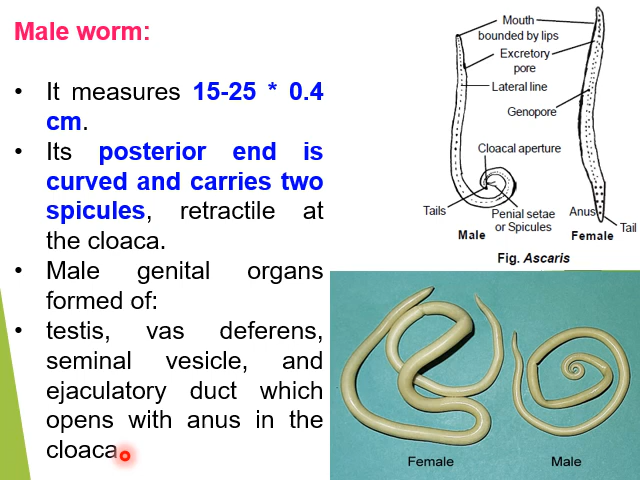 Male worm:
• It measures 15-25 * 0.4
cm.
• Its posterior end is
curved and carries two
spicules, retractile at
the cloaca.
• Male genital organs
formed of:
• testis, vas deferens,
seminal vesicle, and
ejaculatory duct which
opens with anus in the
cloaca.
Mouth
bounded by lips
Excretory
pore
Lateral line
Genopore
Cloacal aperture
Tails
Penial setae
or Spicules
Anus
Tail
Male
Female
Fig. Ascaris
Female
Male